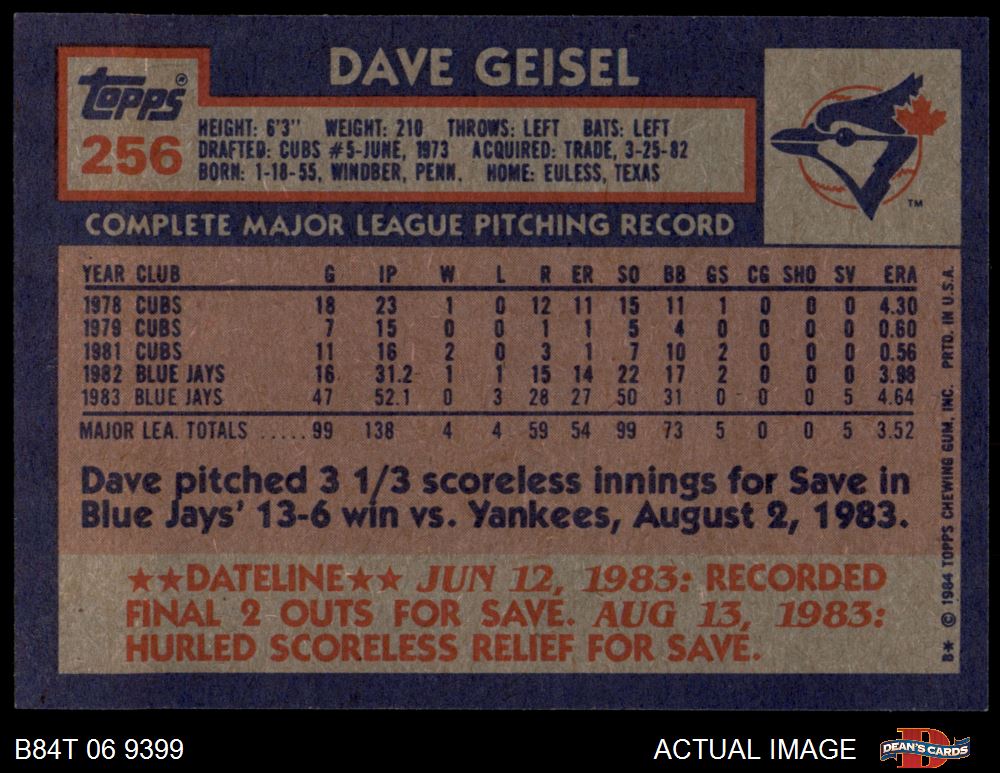 DAVE GEISEL
Topps®
256
HEIGHT: 6'3" WEIGHT: 210 THROWS: LEFT BATS: LEFT
DRAFTED: CUBS #5-JUNE, 1973 ACQUIRED: TRADE, 3-25-82
BORN: 1-18-55, WINDBER, PENN. HOME: EULESS, TEXAS
TM
COMPLETE MAJOR LEAGUE PITCHING RECORD
YEAR CLUB G IP W L R ER SO BB GS CG SHO SV ERA
1978 CUBS 18 23 1 0 12 11 15 11 1 0 0 0 4.30
1979 CUBS 7 15 0 0 1 1 5 4 0 0 0 0 0.60
1981 CUBS 11 16 2 0 3 1 7 10 2 0 0 0 0.56
1982 BLUE JAYS 16 31.2 1 1 15 14 22 17 2 0 0 0 3.98
1983 BLUE JAYS 47 52.1 0 3 28 27 50 31 0 0 0 5 4.64
MAJOR LEA. TOTALS ..... 99 138 4 4 59 54 99 73 5 0 0 5 3.52
Dave pitched 3 1/3 scoreless innings for Save in
Blue Jays' 13-6 win vs. Yankees, August 2, 1983.
★★DATELINE★★ JUN 12, 1983: RECORDED
FINAL 2 OUTS FOR SAVE. AUG 13, 1983:
HURLED SCORELESS RELIEF FOR SAVE.
B* © 1984 TOPPS CHEWING GUM, INC. PRTD. IN U.S.A.
B84T 06 9399
ACTUAL IMAGE
DEAN'S CARDS